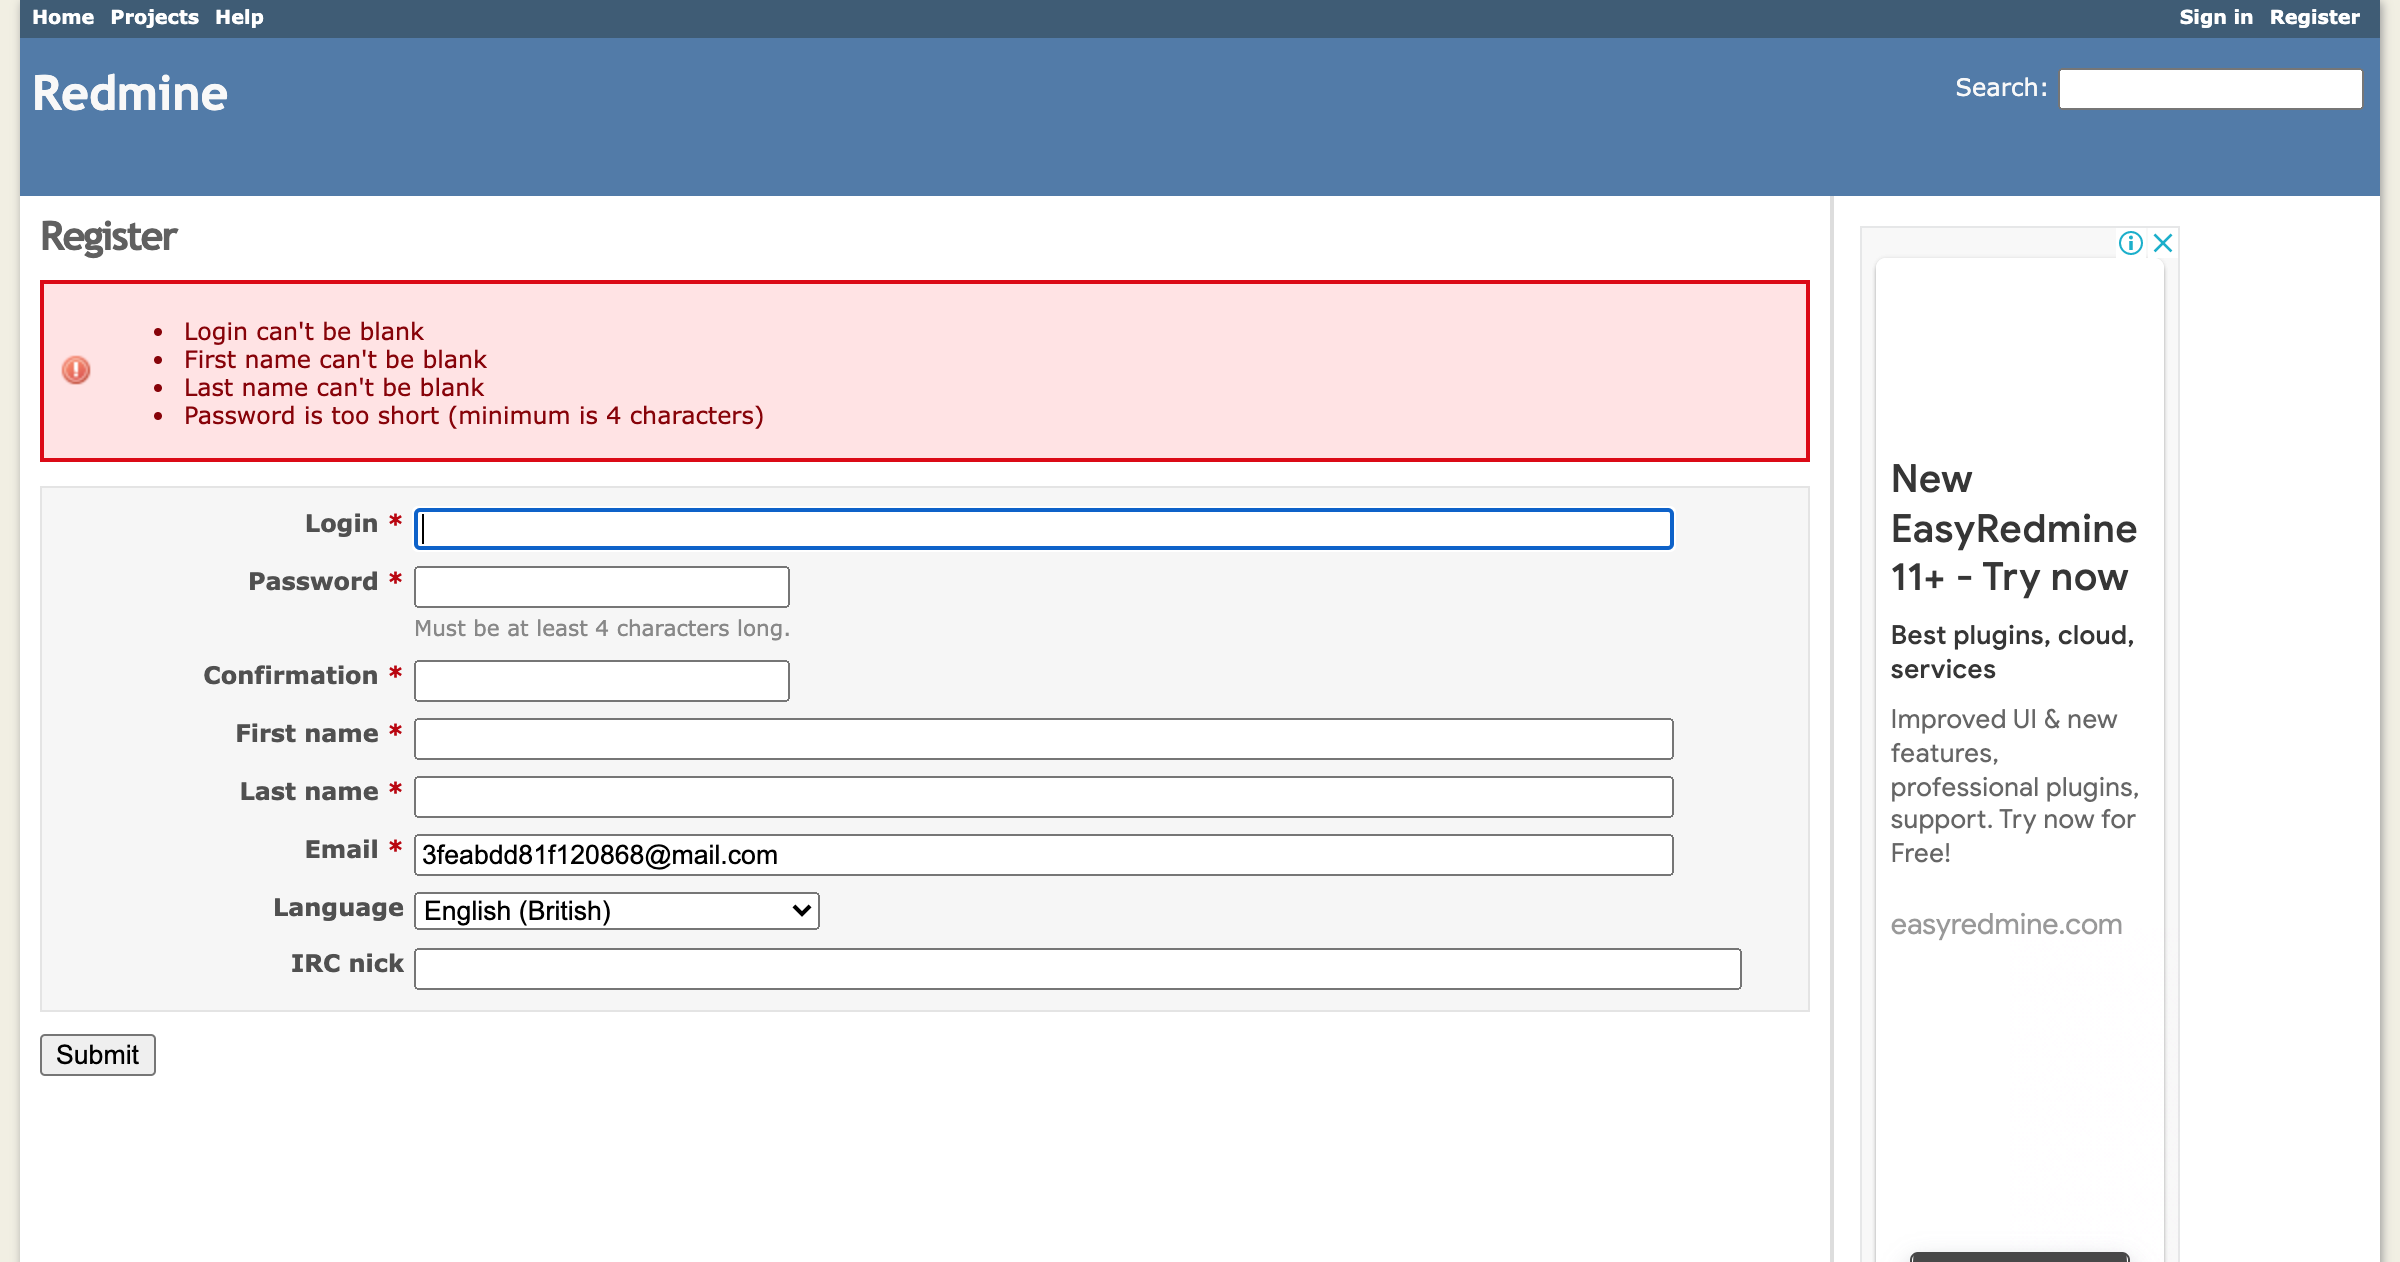 Home Projects Help
Sign in Register
Redmine
Search:
Register
Login can't be blank
First name can't be blank
Last name can't be blank
Password is too short (minimum is 4 characters)
Login *
Password *
Must be at least 4 characters long.
Confirmation *
First name *
Last name *
Email * 3feabdd81f120868@mail.com
Language English (British)
IRC nick
Submit
New
EasyRedmine
11+ - Try now
Best plugins, cloud,
services
Improved UI & new
features,
professional plugins,
support. Try now for
Free!
easyredmine.com